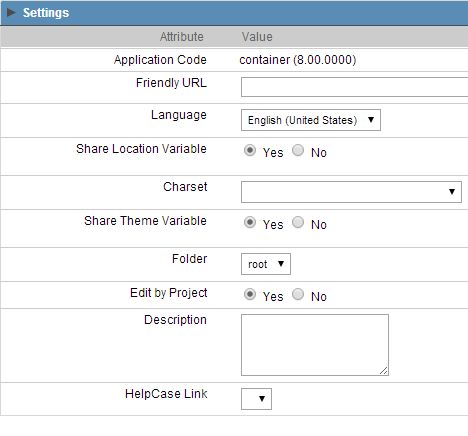 Settings
Attribute Value
Application Code container (8.00.0000)
Friendly URL
Language English (United States)
Share Location Variable Yes No
Charset
Share Theme Variable Yes No
Folder root
Edit by Project Yes No
Description
HelpCase Link